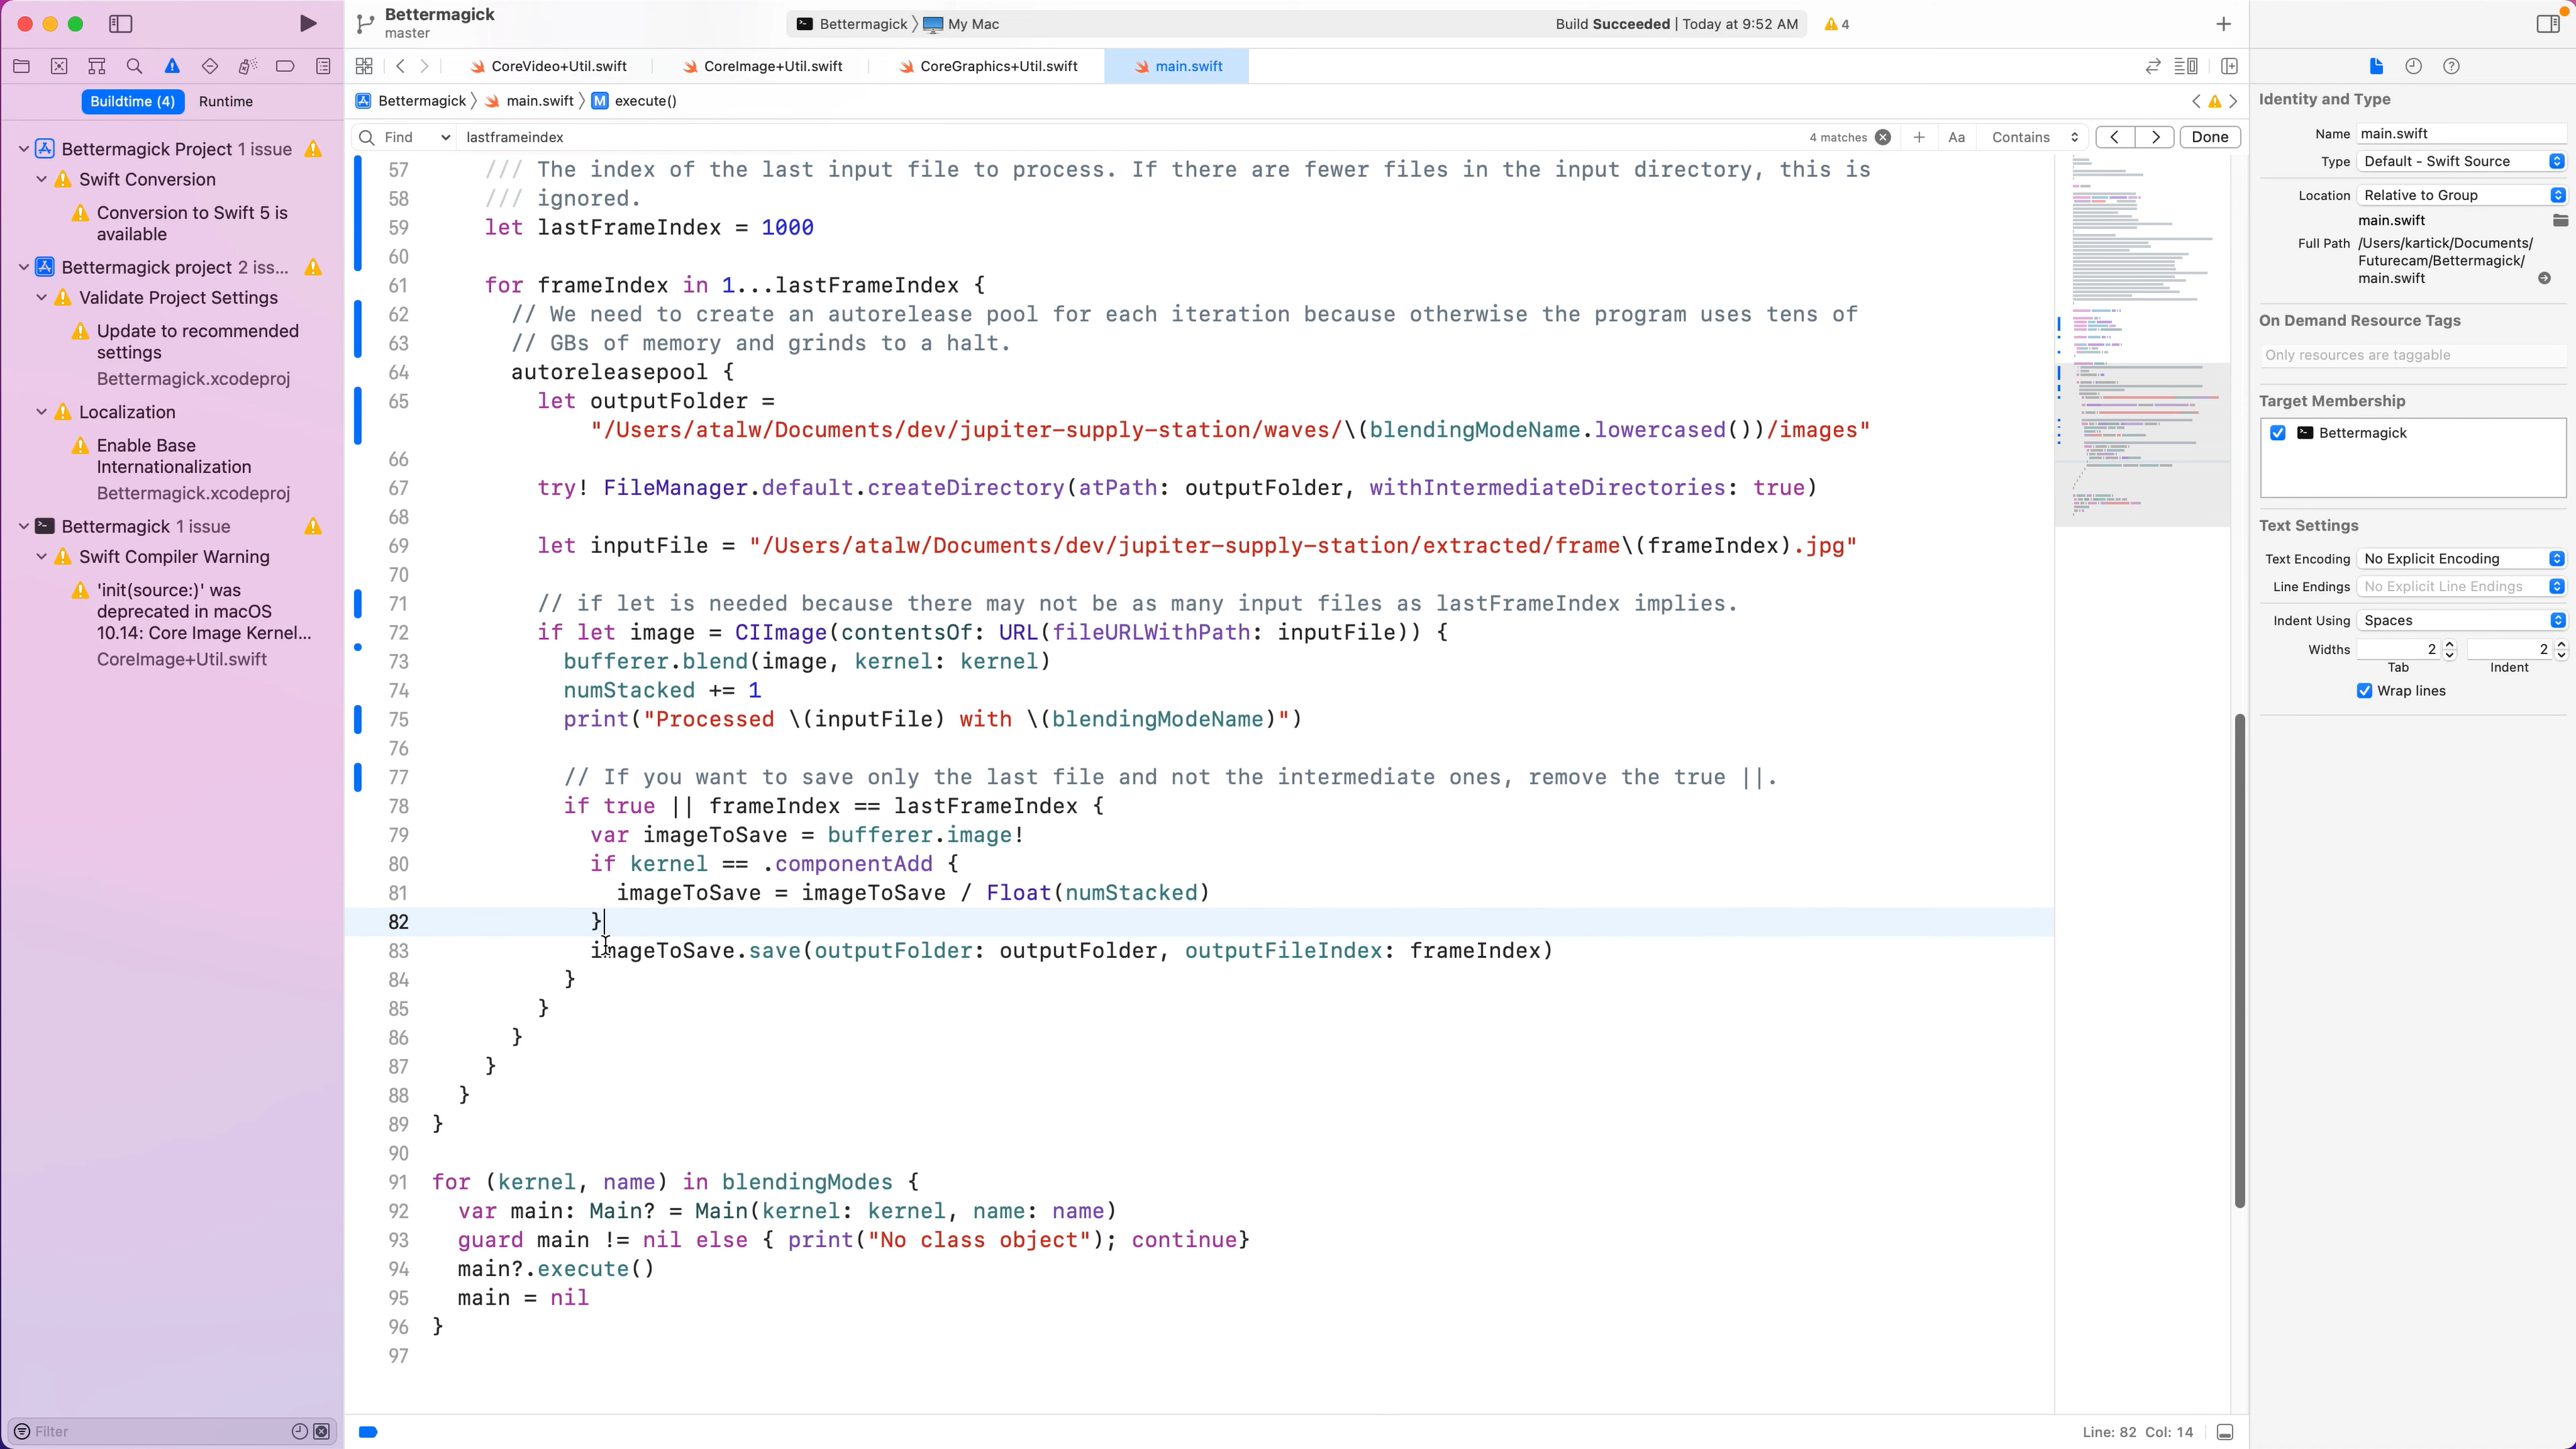 Bettermagick
master
Bettermagick 〉 My Mac
Build Succeeded | Today at 9:52 AM
4
Buildtime (4)
Runtime
Bettermagick Project 1 issue
Swift Conversion
Conversion to Swift 5 is
available
Bettermagick project 2 iss...
Validate Project Settings
Update to recommended
settings
Bettermagick.xcodeproj
Localization
Enable Base
Internationalization
Bettermagick.xcodeproj
Bettermagick 1 issue
Swift Compiler Warning
'init(source:)' was
deprecated in macOS
10.14: Core Image Kernel...
CoreImage+Util.swift
Filter
CoreVideo+Util.swift
CoreImage+Util.swift
CoreGraphics+Util.swift
main.swift
Bettermagick 〉 main.swift 〉 M execute()
Find
lastframeindex
4 matches
Aa
Contains
Done
57 /// The index of the last input file to process. If there are fewer files in the input directory, this is
58 /// ignored.
59 let lastFrameIndex = 1000
60
61 for frameIndex in 1...lastFrameIndex {
62 // We need to create an autorelease pool for each iteration because otherwise the program uses tens of
63 // GBs of memory and grinds to a halt.
64 autoreleasepool {
65 let outputFolder =
"/Users/atalw/Documents/dev/jupiter-supply-station/waves/\(blendingModeName.lowercased())/images"
66
67 try! FileManager.default.createDirectory(atPath: outputFolder, withIntermediateDirectories: true)
68
69 let inputFile = "/Users/atalw/Documents/dev/jupiter-supply-station/extracted/frame\(frameIndex).jpg"
70
71 // if let is needed because there may not be as many input files as lastFrameIndex implies.
72 if let image = CIImage(contentsOf: URL(fileURLWithPath: inputFile)) {
73 bufferer.blend(image, kernel: kernel)
74 numStacked += 1
75 print("Processed \(inputFile) with \(blendingModeName)")
76
77 // If you want to save only the last file and not the intermediate ones, remove the true ||.
78 if true || frameIndex == lastFrameIndex {
79 var imageToSave = bufferer.image!
80 if kernel == .componentAdd {
81 imageToSave = imageToSave / Float(numStacked)
82 }
83 imageToSave.save(outputFolder: outputFolder, outputFileIndex: frameIndex)
84 }
85 }
86 }
87 }
88 }
89 }
90
91 for (kernel, name) in blendingModes {
92 var main: Main? = Main(kernel: kernel, name: name)
93 guard main != nil else { print("No class object"); continue}
94 main?.execute()
95 main = nil
96 }
97
Line: 82 Col: 14
Identity and Type
Name main.swift
Type Default - Swift Source
Location Relative to Group
main.swift
Full Path /Users/kartick/Documents/
Futurecam/Bettermagick/
main.swift
On Demand Resource Tags
Only resources are taggable
Target Membership
Bettermagick
Text Settings
Text Encoding No Explicit Encoding
Line Endings No Explicit Line Endings
Indent Using Spaces
Widths 2 2
Tab Indent
Wrap lines